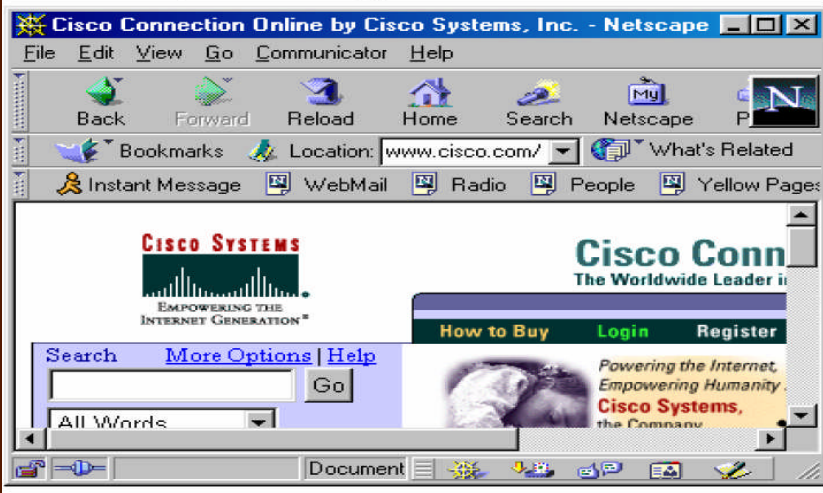 Cisco Connection Online by Cisco Systems, Inc. - Netscape
File Edit View Go Communicator Help
Back Forward Reload Home Search Netscape
My N
Bookmarks Location: www.cisco.com/ What's Related
Instant Message WebMail Radio People Yellow Pages
CISCO SYSTEMS
EMPOWERING THE
INTERNET GENERATION
Cisco Conn
The Worldwide Leader i
How to Buy Login Register
Search More Options | Help
Go
All Words
Powering the Internet,
Empowering Humanity
Cisco Systems,
the Company
Document